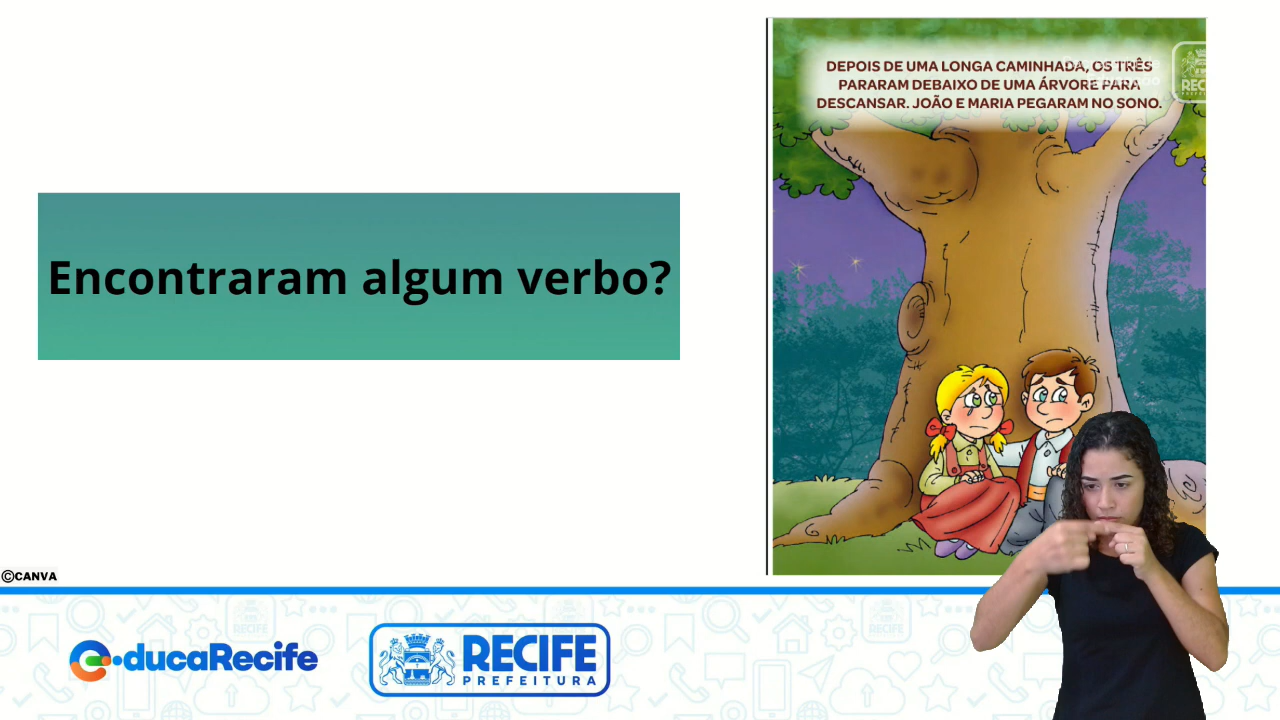 DEPOIS DE UMA LONGA CAMINHADA, OS TRÊS
PARARAM DEBAIXO DE UMA ÁRVORE PARA
DESCANSAR. JOÃO E MARIA PEGARAM NO SONO.
Encontraram algum verbo?
©CANVA
educaRecife
RECIFE
PREFEITURA